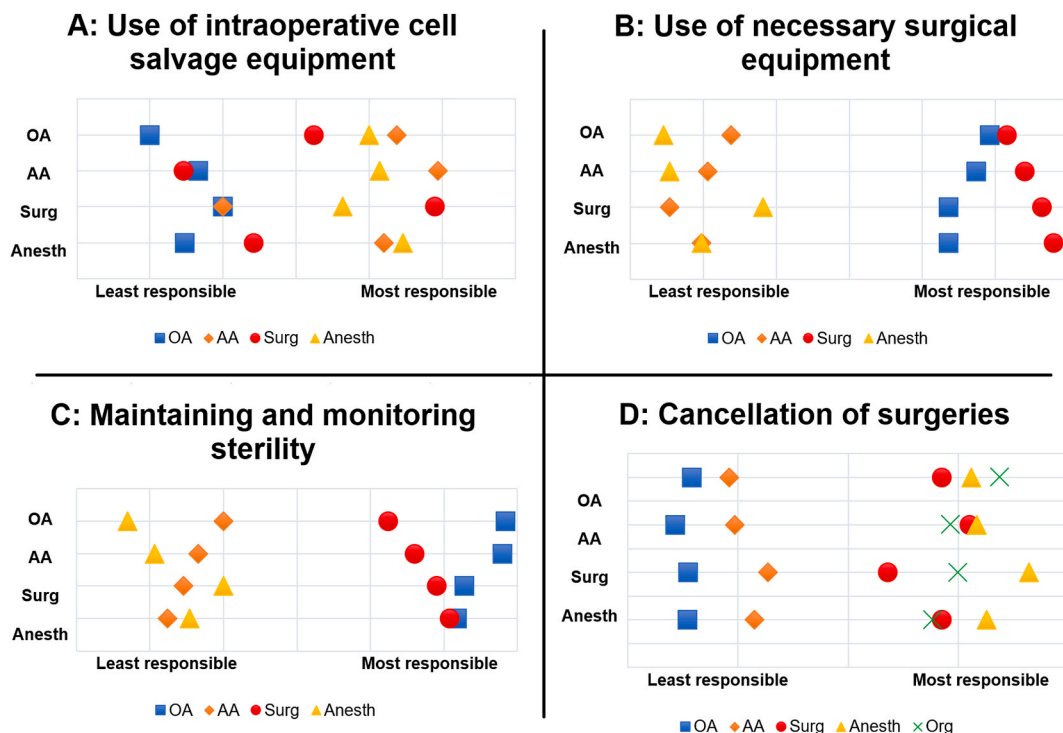 A: Use of intraoperative cell
salvage equipment
OA
AA
Surg
Anesth
Least responsible
Most responsible
OA
AA
Surg
Anesth
B: Use of necessary surgical
equipment
OA
AA
Surg
Anesth
Least responsible
Most responsible
OA
AA
Surg
Anesth
C: Maintaining and monitoring
sterility
OA
AA
Surg
Anesth
Least responsible
Most responsible
OA
AA
Surg
Anesth
D: Cancellation of surgeries
OA
AA
Surg
Anesth
Least responsible
Most responsible
OA
AA
Surg
Anesth
Org